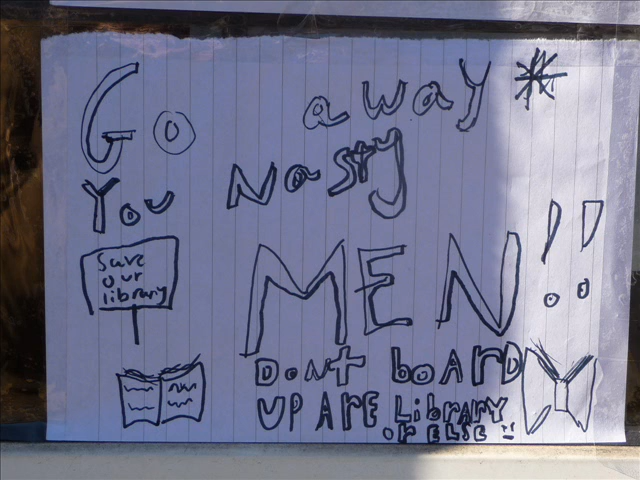 Go away *
You Nasty
MEN!!
Save
our
library
Dont boARD
UP ARE LibrARY
or ELSE !!